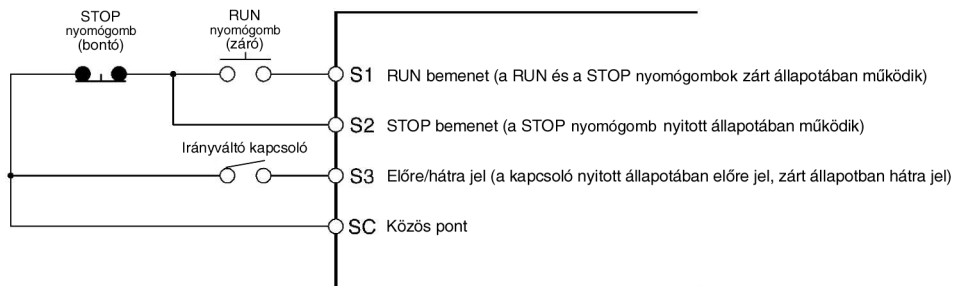 STOP
nyomógomb
(bontó)
RUN
nyomógomb
(záró)
S1 RUN bemenet (a RUN és a STOP nyomógombok zárt állapotában működik)
S2 STOP bemenet (a STOP nyomógomb nyitott állapotában működik)
Irányváltó kapcsoló
S3 Előre/hátra jel (a kapcsoló nyitott állapotában előre jel, zárt állapotban hátra jel)
SC Közös pont